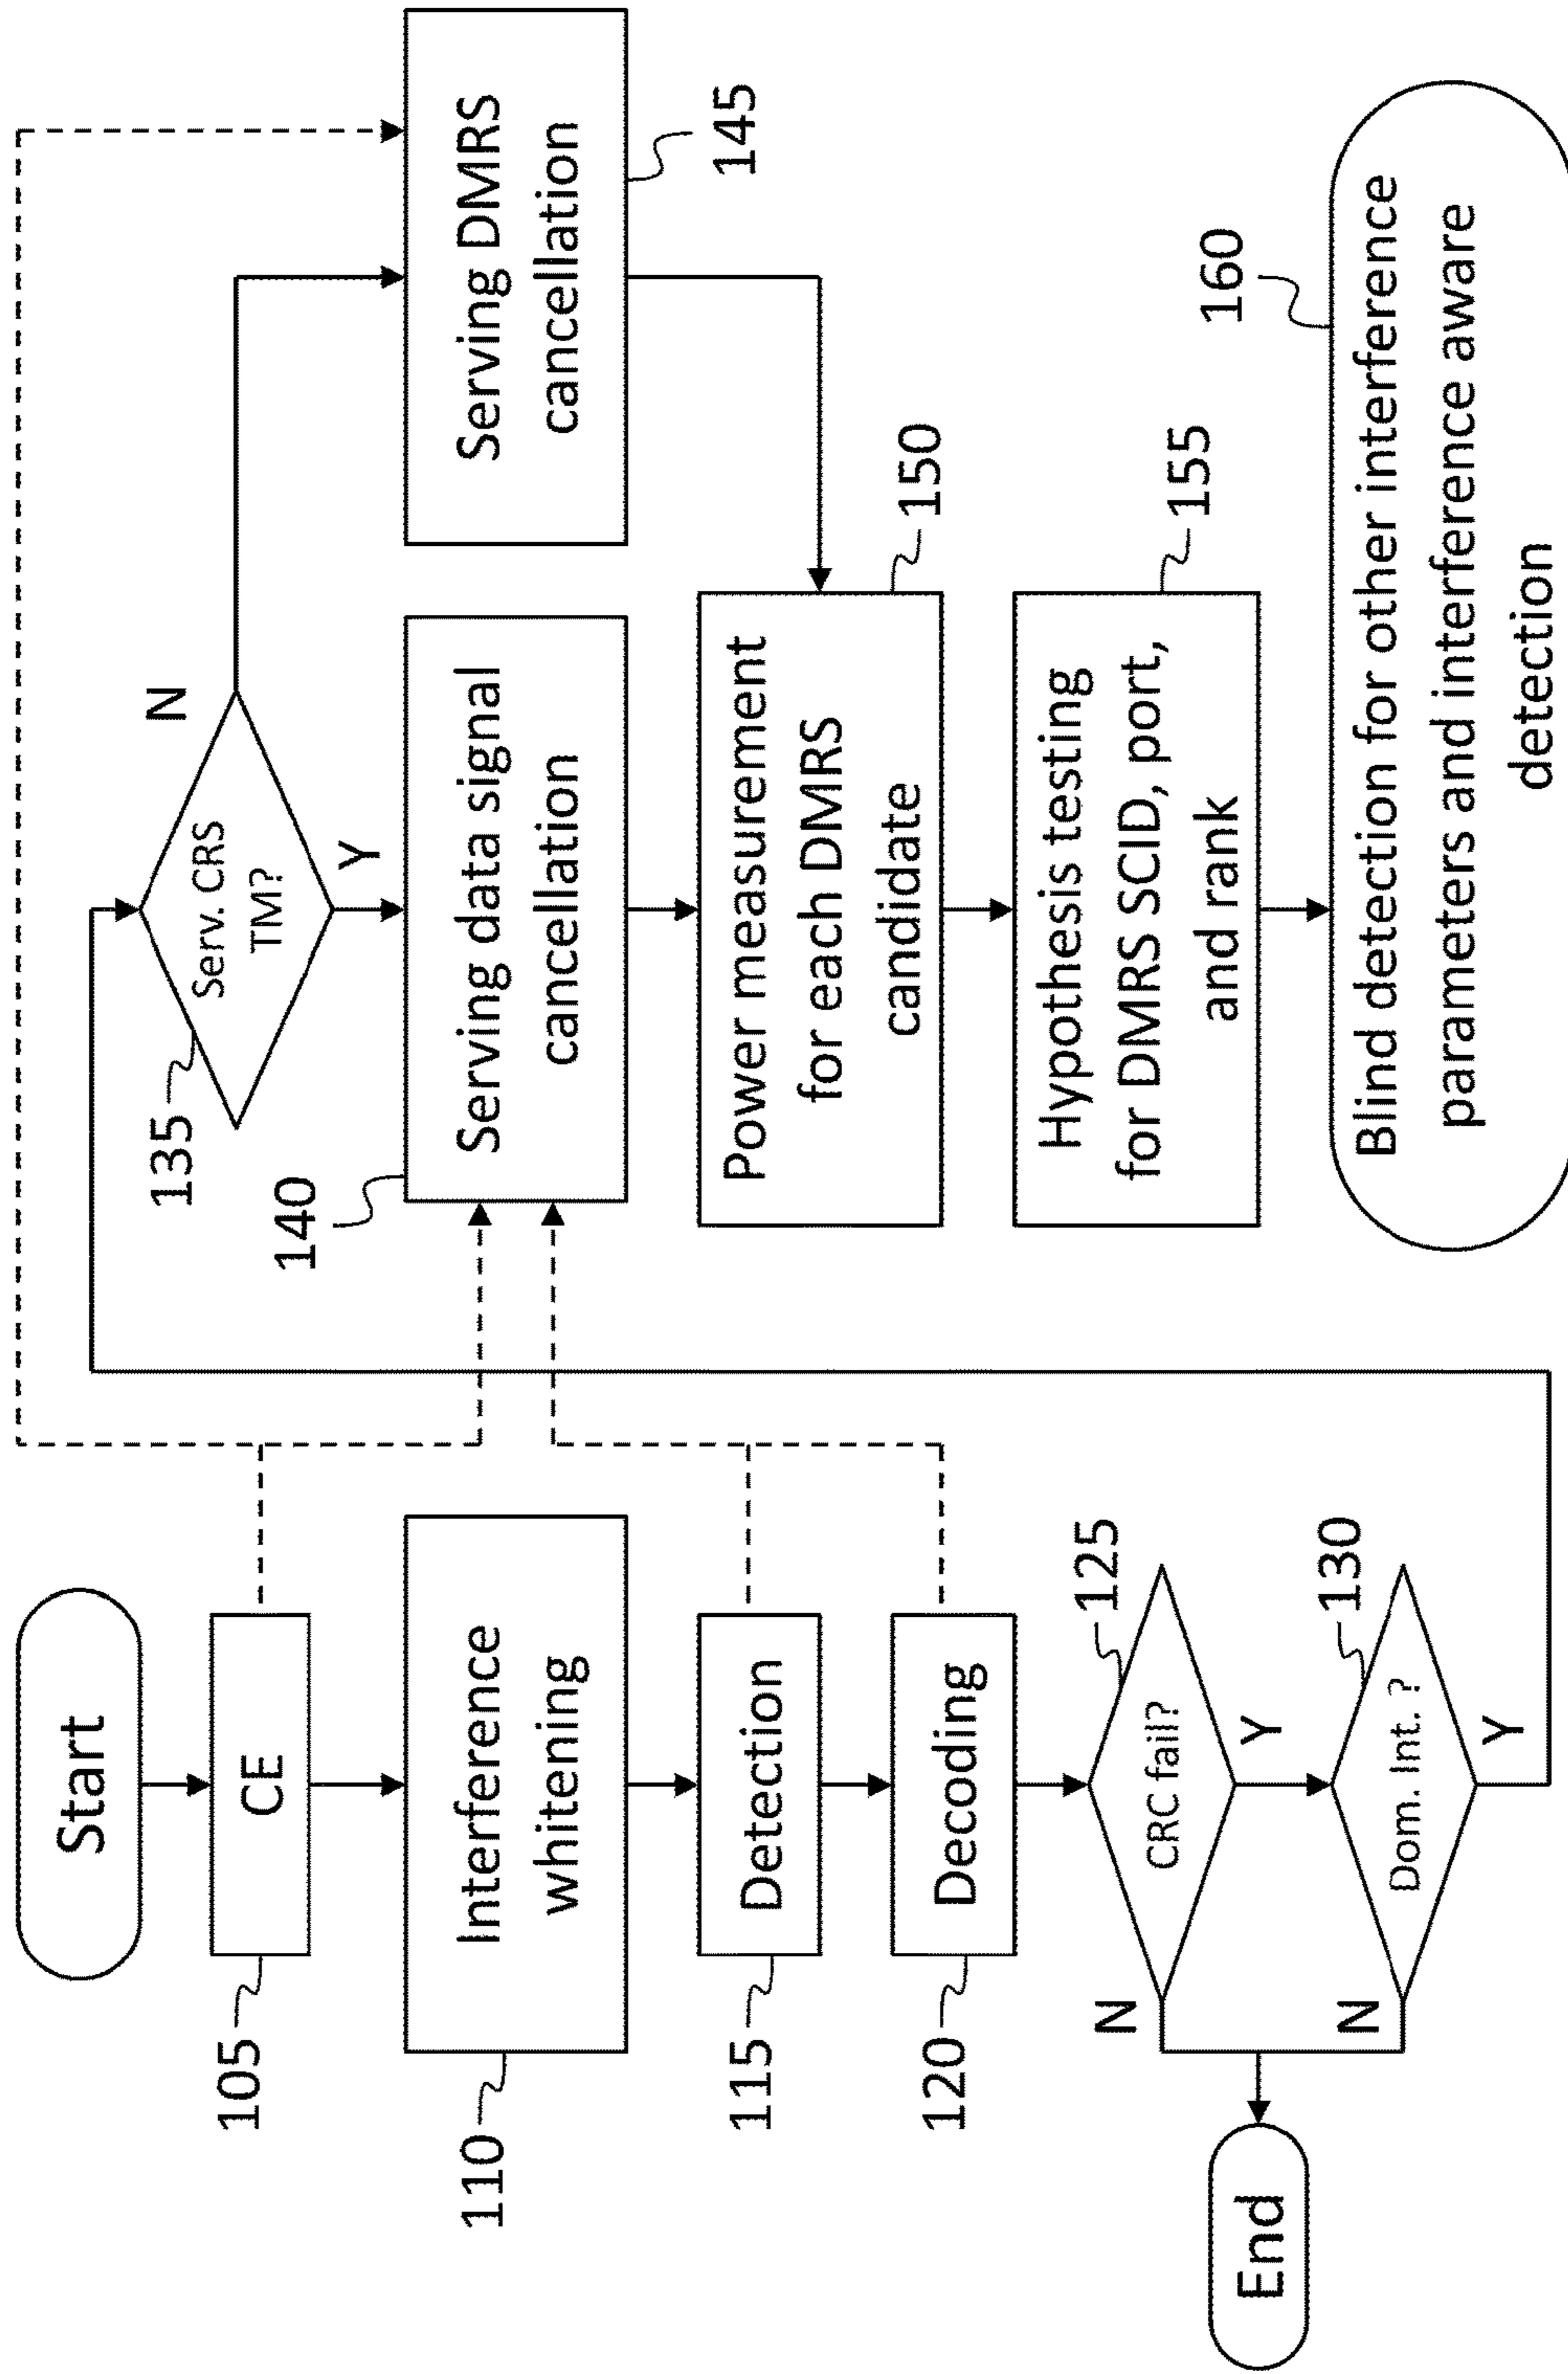 Start
105
CE
110
Interference
whitening
115
Detection
120
Decoding
125
CRC fail?
N
Y
130
Dom. Int. ?
N
Y
End
135
Serv. CRS
TM?
N
Y
140
Serving data signal
cancellation
Serving DMRS
cancellation
145
Power measurement
for each DMRS
candidate
150
Hypothesis testing
for DMRS SCID, port,
and rank
155
160
Blind detection for other interference
parameters and interference aware
detection